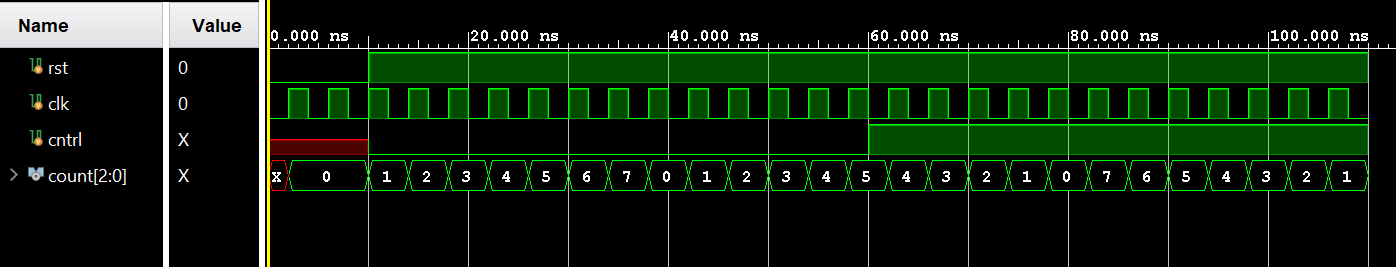 Name Value
0.000 ns 20.000 ns 40.000 ns 60.000 ns 80.000 ns 100.000 ns
rst 0
clk 0
cntrl X
count[2:0] X X 0 1 2 3 4 5 6 7 0 1 2 3 4 5 4 3 2 1 0 7 6 5 4 3 2 1